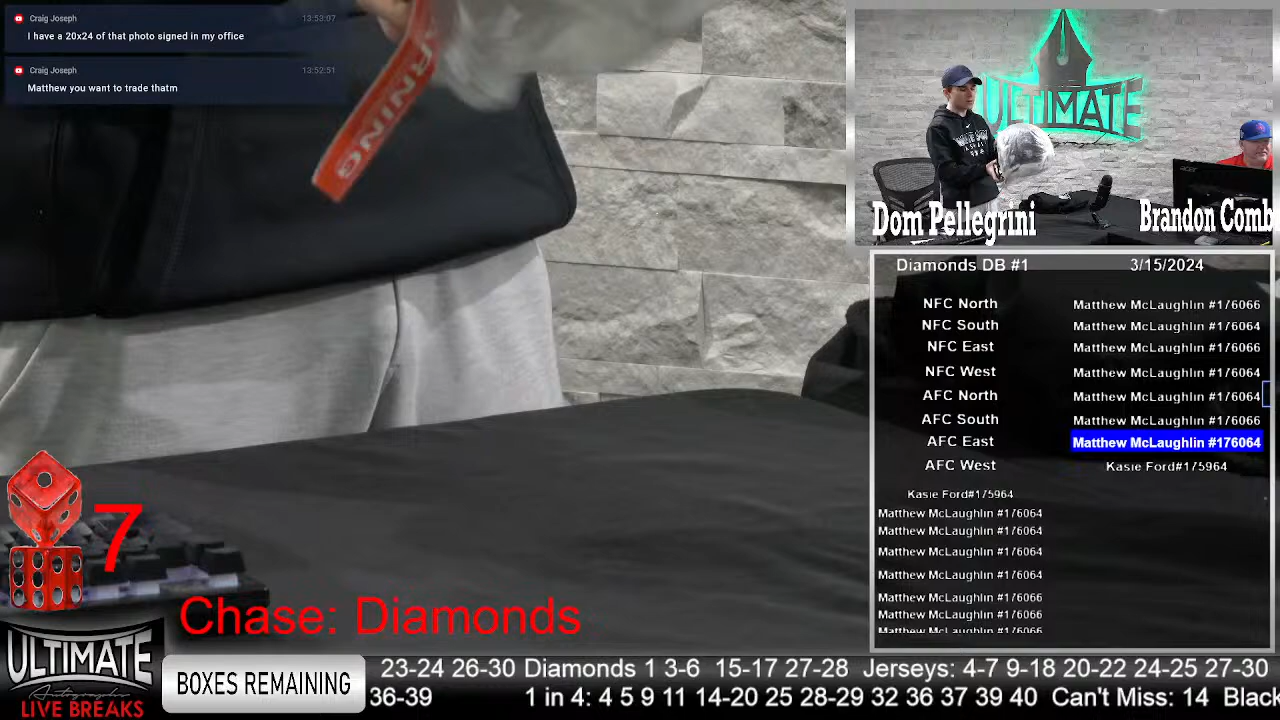 Craig Joseph 13:53:07
I have a 20x24 of that photo signed in my office
Craig Joseph 13:52:51
Matthew you want to trade thatm
ULTIMATE
Dom Pellegrini
Brandon Comb
Diamonds DB #1 3/15/2024
NFC North Matthew McLaughlin #176066
NFC South Matthew McLaughlin #176064
NFC East Matthew McLaughlin #176066
NFC West Matthew McLaughlin #176064
AFC North Matthew McLaughlin #176064
AFC South Matthew McLaughlin #176066
AFC East Matthew McLaughlin #176064
AFC West Kasie Ford#175964
Kasie Ford#175964
Matthew McLaughlin #176064
Matthew McLaughlin #176064
Matthew McLaughlin #176064
Matthew McLaughlin #176064
Matthew McLaughlin #176066
Matthew McLaughlin #176066
Matthew McLaughlin #176066
7
Chase: Diamonds
ULTIMATE
Autographs
LIVE BREAKS
BOXES REMAINING
23-24 26-30 Diamonds 1 3-6 15-17 27-28 Jerseys: 4-7 9-18 20-22 24-25 27-30
36-39 1 in 4: 4 5 9 11 14-20 25 28-29 32 36 37 39 40 Can't Miss: 14 Black